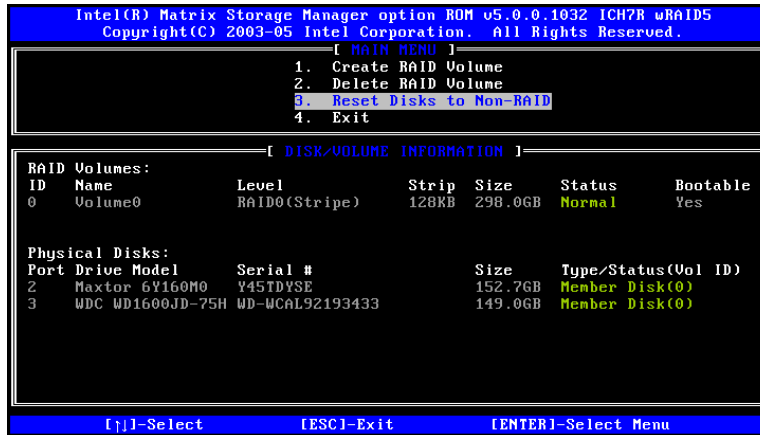 Intel(R) Matrix Storage Manager option ROM v5.0.0.1032 ICH7R wRAID5
Copyright(C) 2003-05 Intel Corporation. All Rights Reserved.
[ MAIN MENU ]
1. Create RAID Volume
2. Delete RAID Volume
3. Reset Disks to Non-RAID
4. Exit
[ DISK/VOLUME INFORMATION ]
RAID Volumes:
ID Name Level Strip Size Status Bootable
0 Volume0 RAID0(Stripe) 128KB 298.0GB Normal Yes
Physical Disks:
Port Drive Model Serial # Size Type/Status(Vol ID)
2 Maxtor 6Y160M0 Y45TDYSE 152.7GB Member Disk(0)
3 WDC WD1600JD-75H WD-WCAL92193433 149.0GB Member Disk(0)
[↑↓]-Select [ESC]-Exit [ENTER]-Select Menu